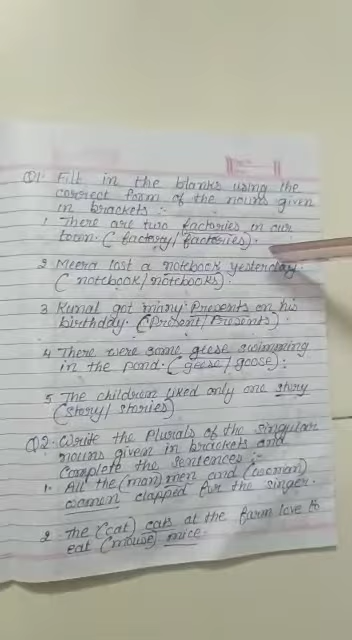 Q1. Fill in the blanks using the
correct form of the nouns given
in brackets :-
1. There are two factories in our
town. ( factory/ factories).
2. Meera lost a notebook yesterday.
( notebook/ notebooks).
3 Kunal got many Presents on his
birthday. (Present/ Presents).
4 There were some geese swimming
in the pond. (geese/ goose).
5 The children liked only one story
(story/ stories)
Q2. Write the Plurals of the singular
nouns given in brackets and
complete the sentences :-
1. All the (man) men and (woman)
women clapped for the singer.
2 The (cat) cats at the farm love to
eat (mouse) mice.